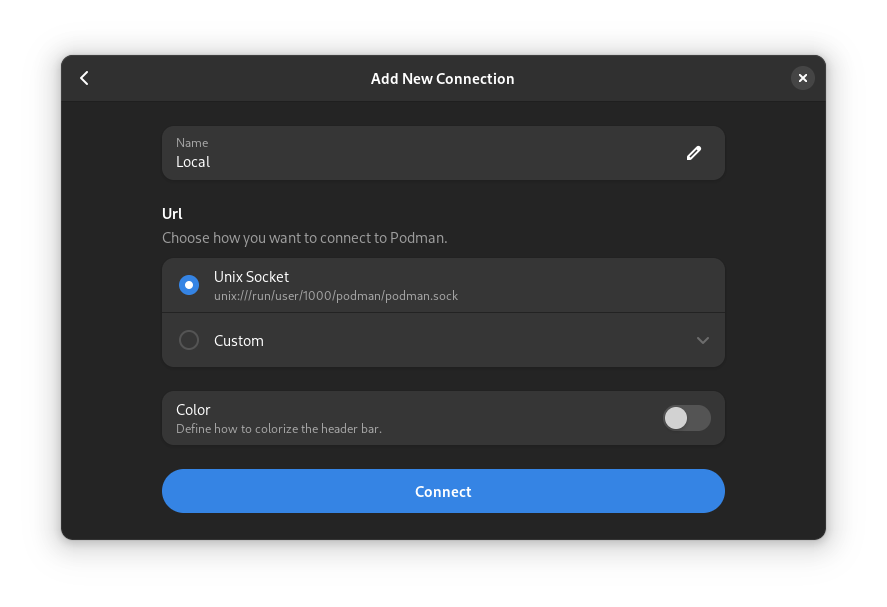 Add New Connection
Name
Local
Url
Choose how you want to connect to Podman.
Unix Socket
unix:///run/user/1000/podman/podman.sock
Custom
Color
Define how to colorize the header bar.
Connect